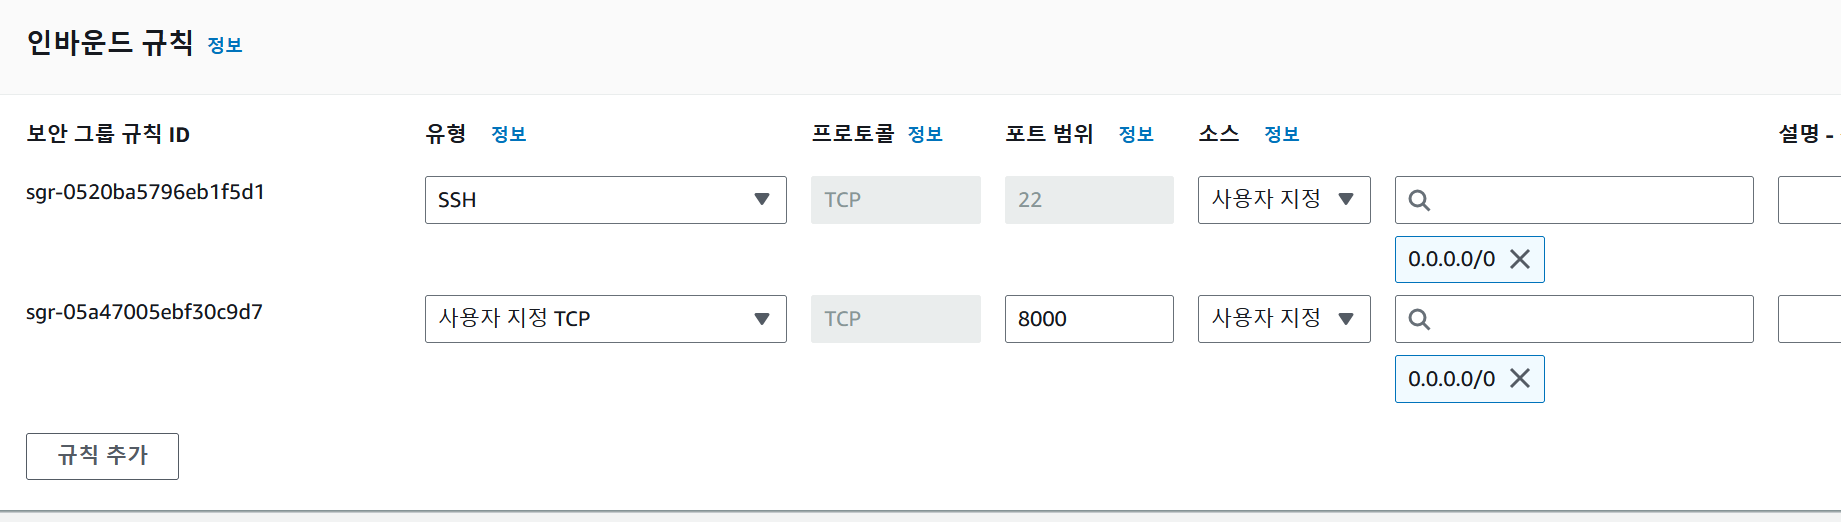 인바운드 규칙 정보
보안 그룹 규칙 ID 유형 정보 프로토콜 정보 포트 범위 정보 소스 정보 설명 -
sgr-0520ba5796eb1f5d1 SSH TCP 22 사용자 지정
0.0.0.0/0
sgr-05a47005ebf30c9d7 사용자 지정 TCP TCP 8000 사용자 지정
0.0.0.0/0
규칙 추가